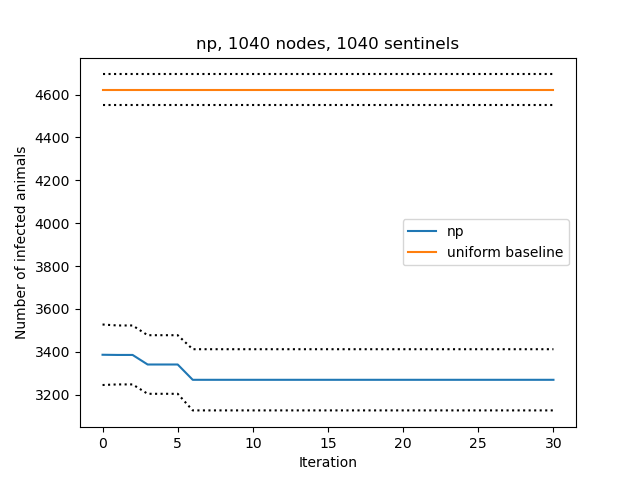 np, 1040 nodes, 1040 sentinels
Number of infected animals
4600
4400
4200
4000
3800
3600
3400
3200
np
uniform baseline
0 5 10 15 20 25 30
Iteration